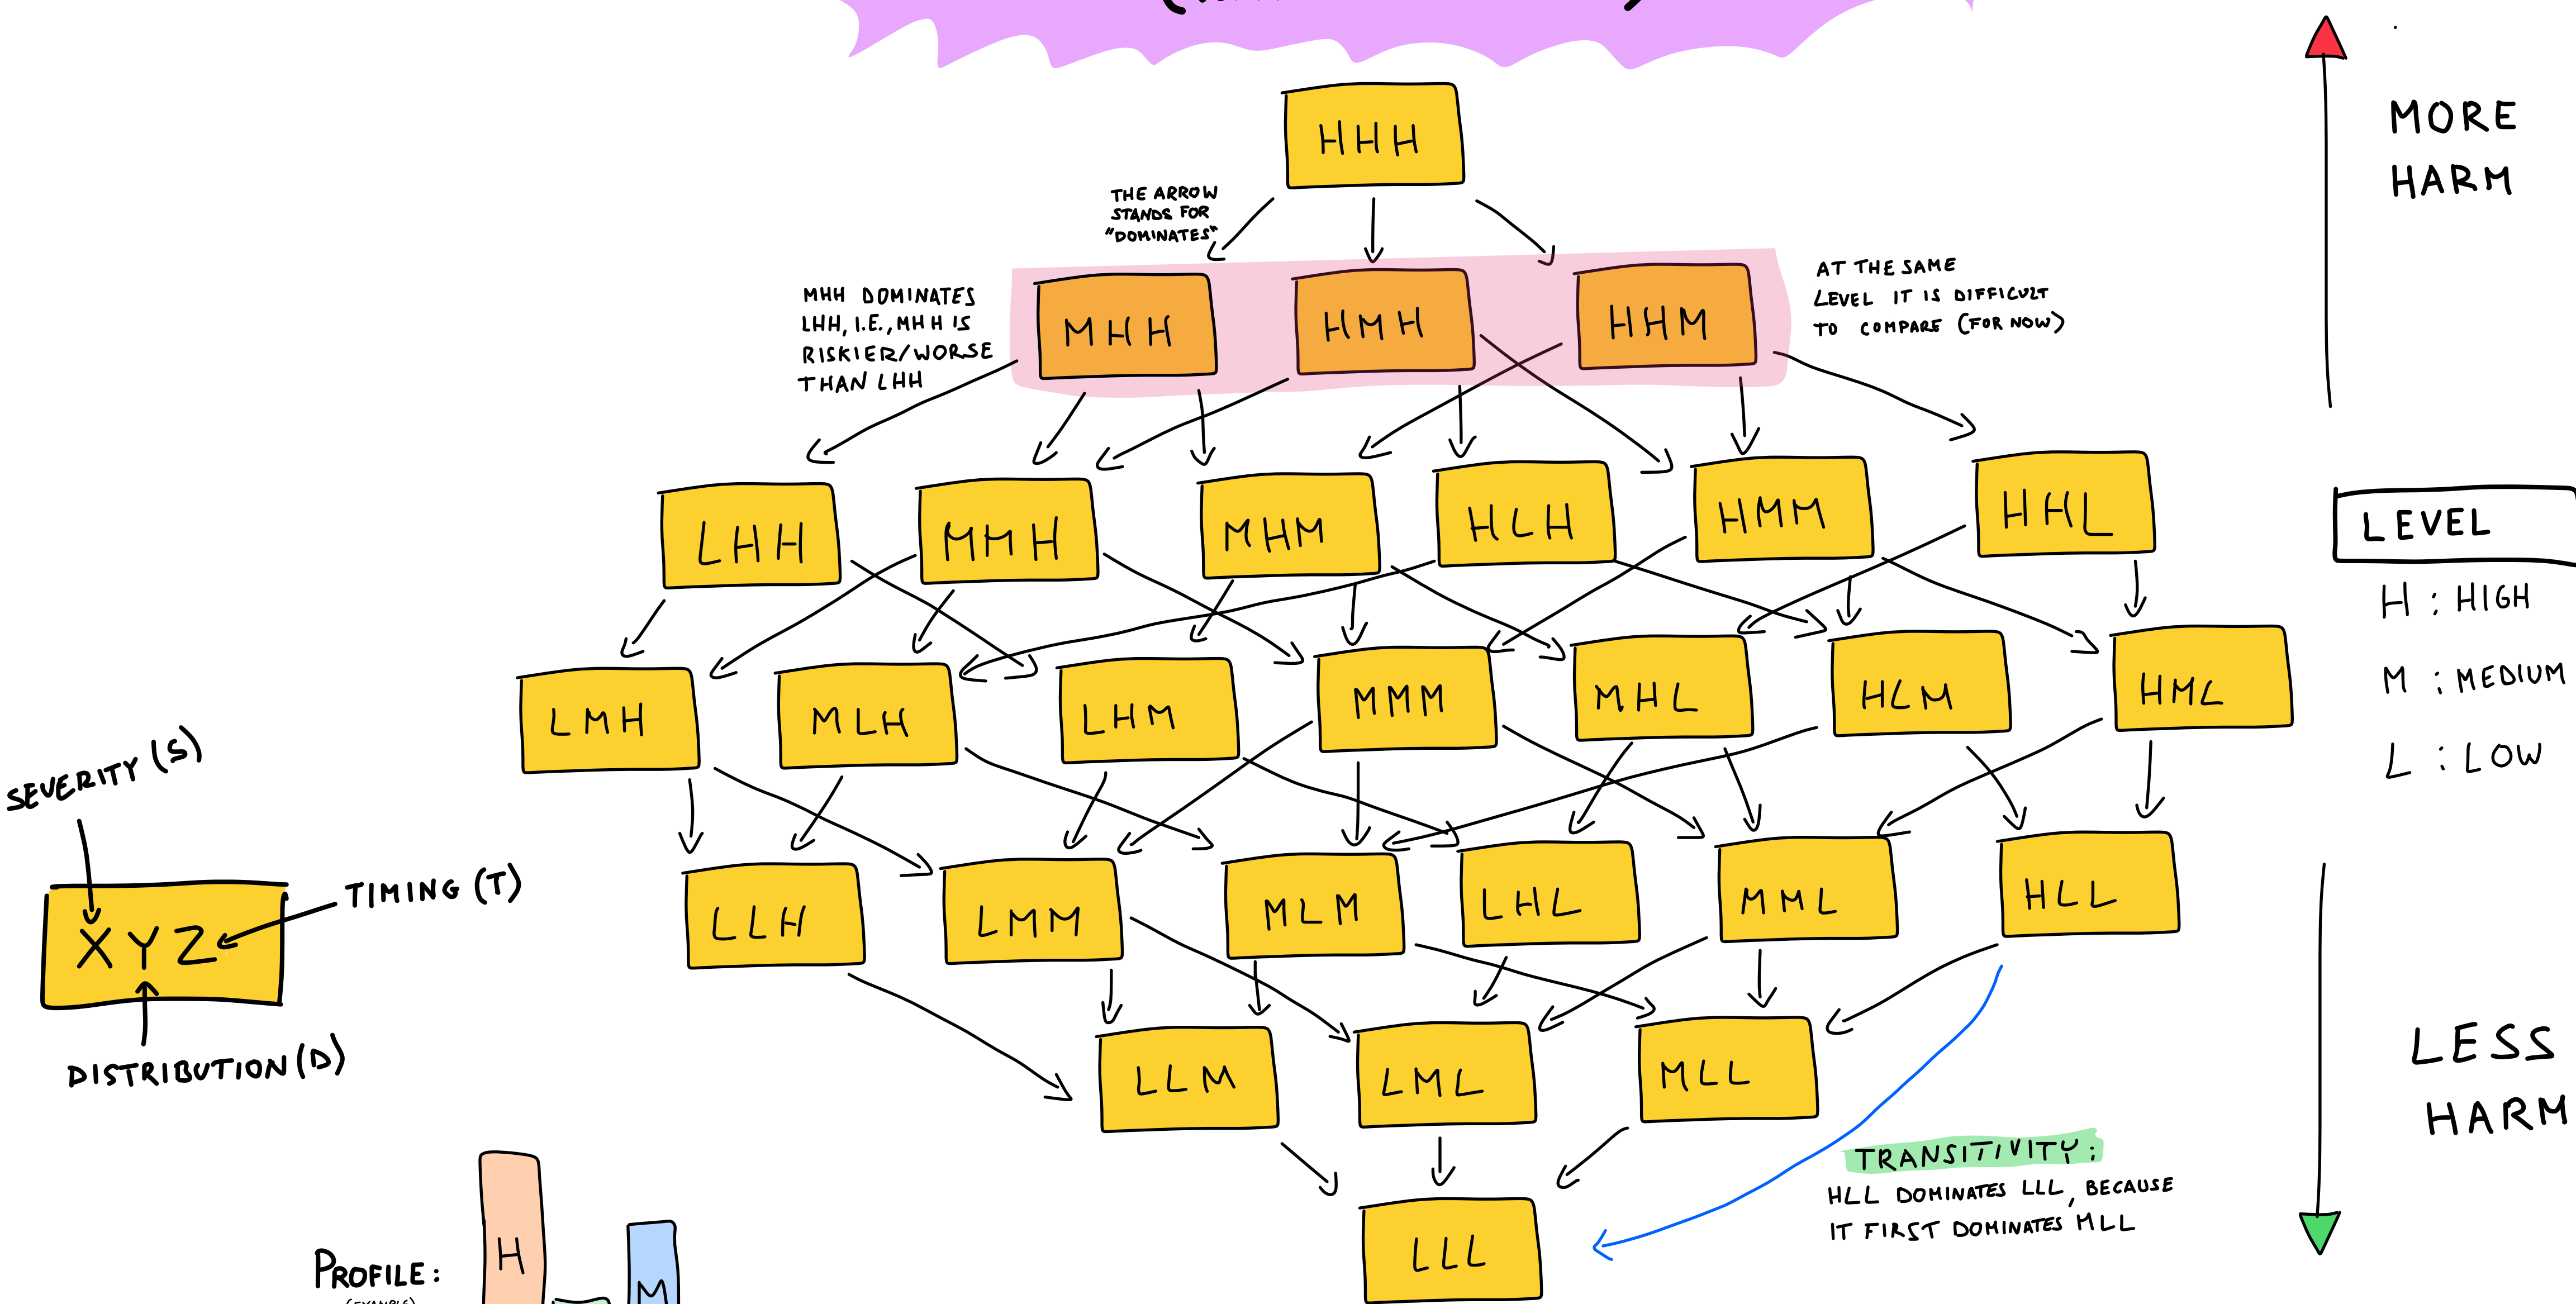 HHH
THE ARROW
STANDS FOR
"DOMINATES"
MHH DOMINATES
LHH, I.E., MHH IS
RISKIER/WORSE
THAN LHH
MHH
HMH
HHM
AT THE SAME
LEVEL IT IS DIFFICULT
TO COMPARE (FOR NOW)
MORE
HARM
LHH
MMH
MHM
HLH
HMM
HHL
LEVEL
H : HIGH
M : MEDIUM
L : LOW
LMH
MLH
LHM
MMM
MHL
HLM
HML
SEVERITY (S)
TIMING (T)
XYZ
DISTRIBUTION (D)
LLH
LMM
MLM
LHL
MML
HLL
LLM
LML
MLL
LESS
HARM
TRANSITIVITY:
HLL DOMINATES LLL, BECAUSE
IT FIRST DOMINATES MLL
LLL
PROFILE:
(EXAMPLE)
H
M